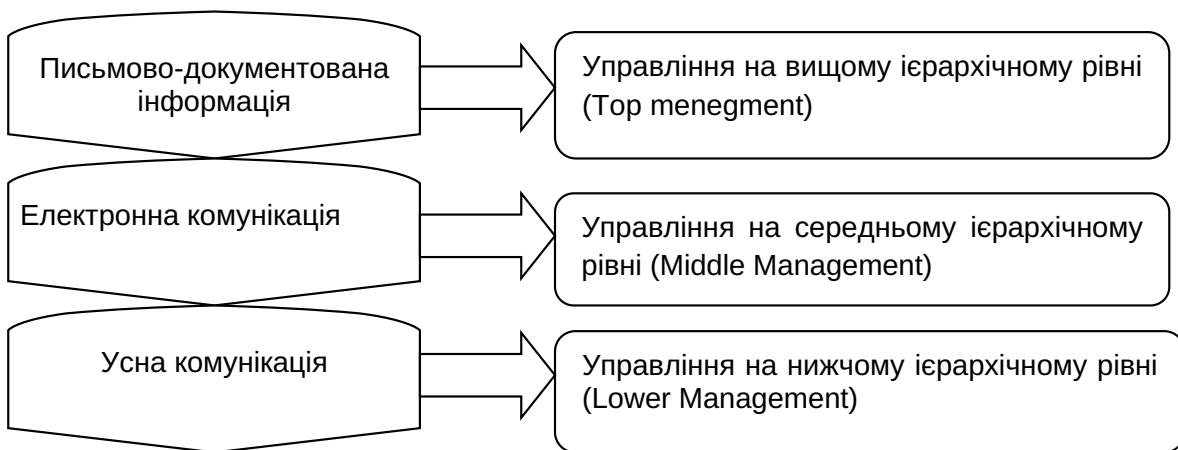 Письмово-документована
інформація
Управління на вищому ієрархічному рівні
(Top menegment)
Електронна комунікація
Управління на середньому ієрархічному
рівні (Middle Management)
Усна комунікація
Управління на нижчому ієрархічному рівні
(Lower Management)